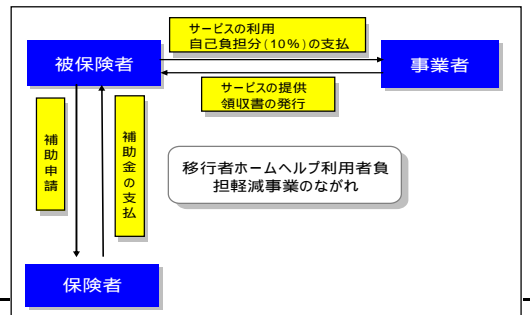 サービスの利用
自己負担分(10%)の支払
被保険者
事業者
サービスの提供
領収書の発行
補助申請
補助金の支払
移行者ホームヘルプ利用者負
担軽減事業のながれ
保険者